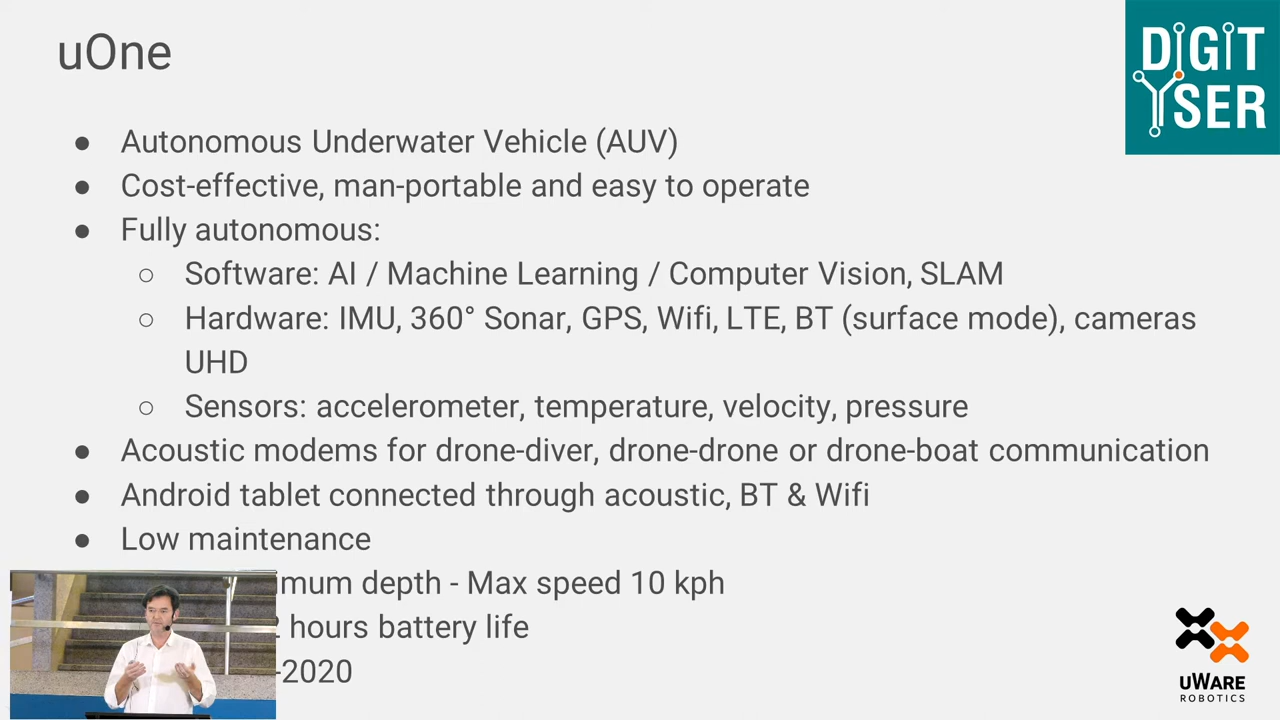 uOne
DIGIT
YSER
● Autonomous Underwater Vehicle (AUV)
● Cost-effective, man-portable and easy to operate
● Fully autonomous:
○ Software: AI / Machine Learning / Computer Vision, SLAM
○ Hardware: IMU, 360° Sonar, GPS, Wifi, LTE, BT (surface mode), cameras
UHD
○ Sensors: accelerometer, temperature, velocity, pressure
● Acoustic modems for drone-diver, drone-drone or drone-boat communication
● Android tablet connected through acoustic, BT & Wifi
● Low maintenance
depth - Max speed 10 kph
hours battery life
-2020
uWARE
ROBOTICS